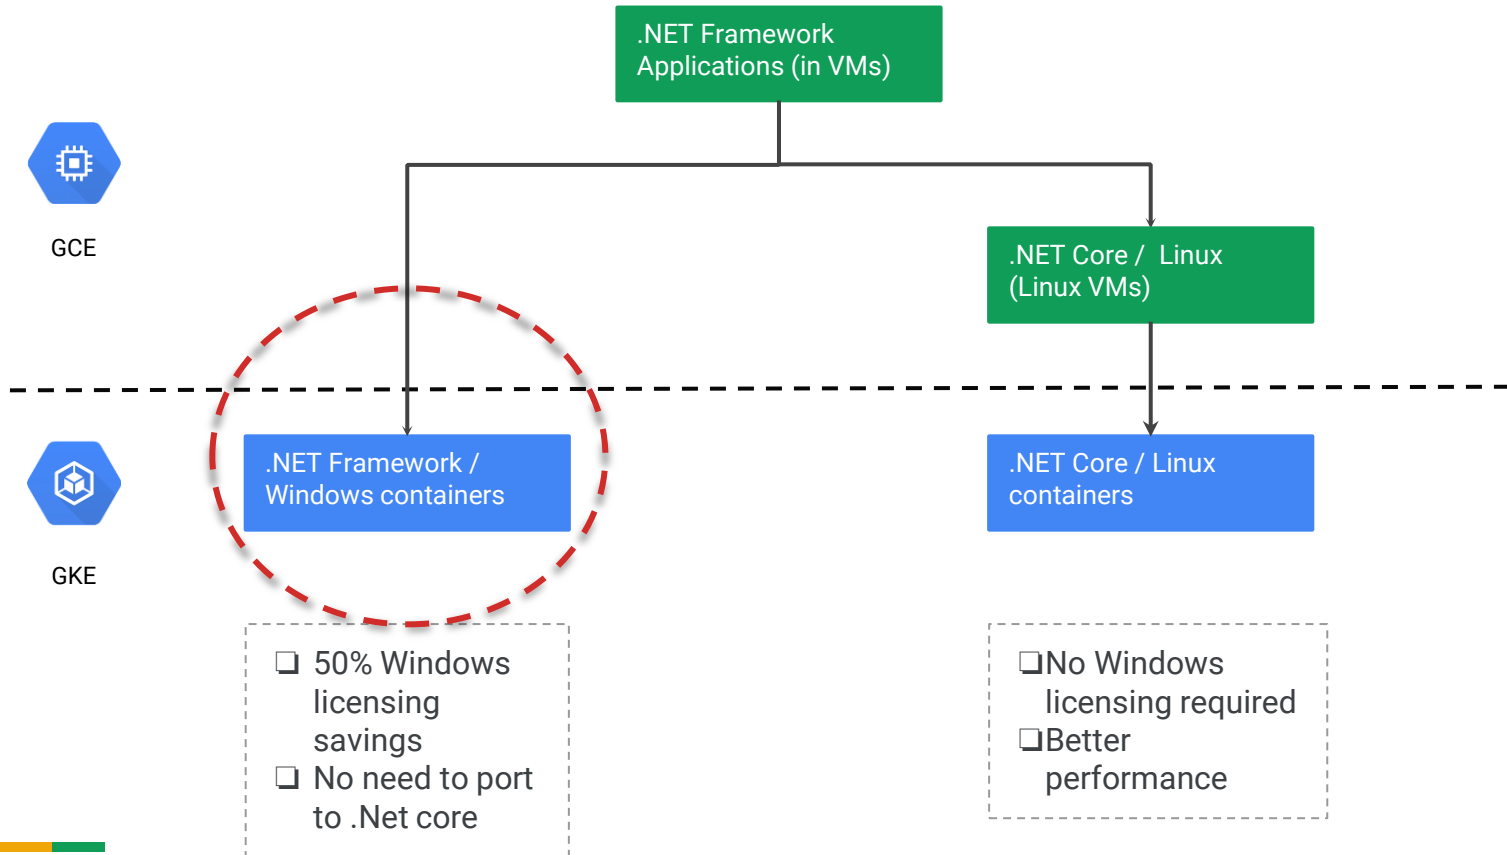 .NET Framework
Applications (in VMs)
GCE
.NET Core / Linux
(Linux VMs)
.NET Framework /
Windows containers
.NET Core / Linux
containers
GKE
❏ 50% Windows
licensing
savings
❏ No need to port
to .Net core
❏No Windows
licensing required
❏Better
performance